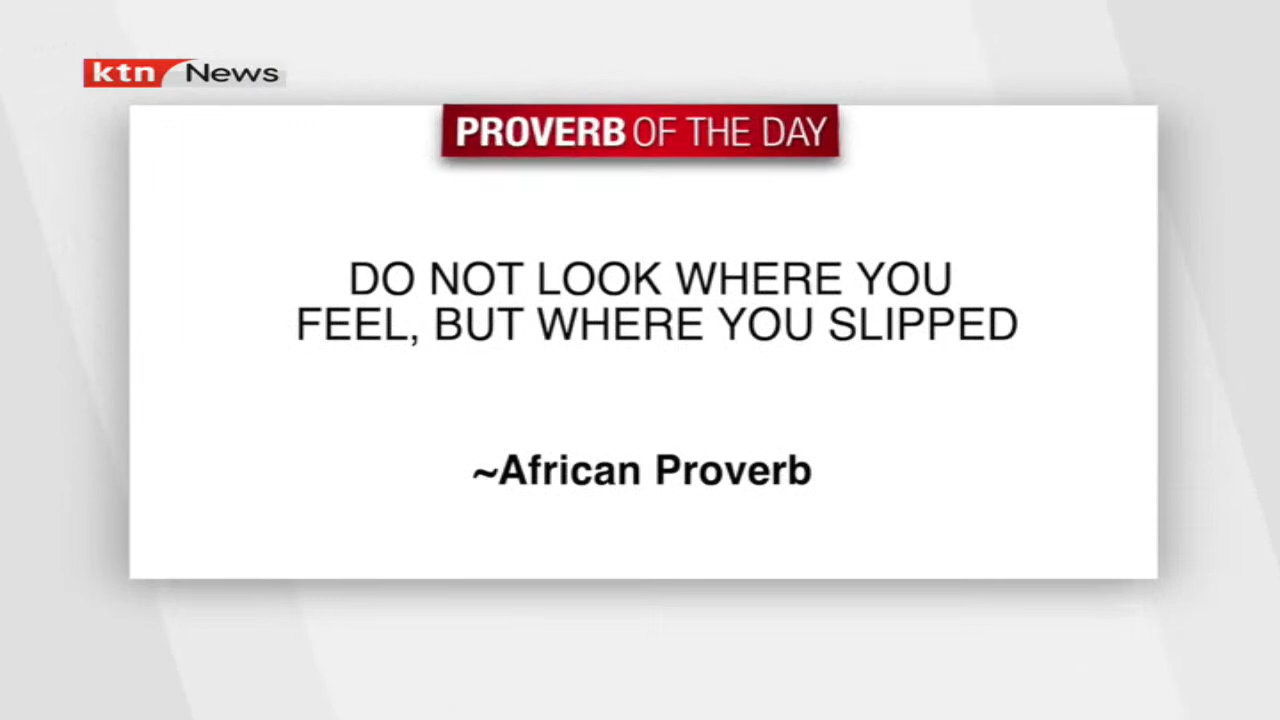 ktn News
PROVERB OF THE DAY
DO NOT LOOK WHERE YOU
FEEL, BUT WHERE YOU SLIPPED
~African Proverb